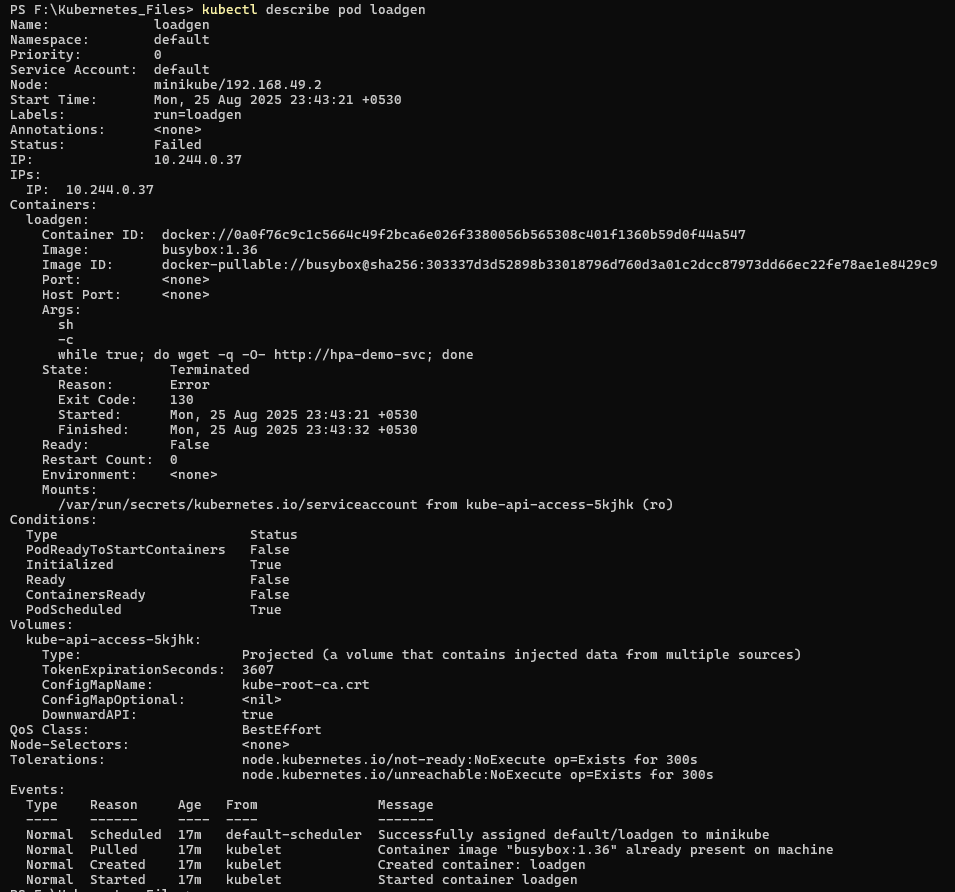 PS F:\Kubernetes_Files> kubectl describe pod loadgen
Name:             loadgen
Namespace:        default
Priority:         0
Service Account:  default
Node:             minikube/192.168.49.2
Start Time:       Mon, 25 Aug 2025 23:43:21 +0530
Labels:           run=loadgen
Annotations:      <none>
Status:           Failed
IP:               10.244.0.37
IPs:
  IP:  10.244.0.37
Containers:
  loadgen:
    Container ID:  docker://0a0f76c9c1c5664c49f2bca6e026f3380056b565308c401f1360b59d0f44a547
    Image:         busybox:1.36
    Image ID:      docker-pullable://busybox@sha256:303337d3d52898b33018796d760d3a01c2dcc87973dd66ec22fe78ae1e8429c9
    Port:          <none>
    Host Port:     <none>
    Args:
      sh
      -c
      while true; do wget -q -O- http://hpa-demo-svc; done
    State:          Terminated
      Reason:       Error
      Exit Code:    130
      Started:      Mon, 25 Aug 2025 23:43:21 +0530
      Finished:     Mon, 25 Aug 2025 23:43:32 +0530
    Ready:          False
    Restart Count:  0
    Environment:    <none>
    Mounts:
      /var/run/secrets/kubernetes.io/serviceaccount from kube-api-access-5kjhk (ro)
Conditions:
  Type                        Status
  PodReadyToStartContainers   False
  Initialized                 True
  Ready                       False
  ContainersReady             False
  PodScheduled                True
Volumes:
  kube-api-access-5kjhk:
    Type:                    Projected (a volume that contains injected data from multiple sources)
    TokenExpirationSeconds:  3607
    ConfigMapName:           kube-root-ca.crt
    ConfigMapOptional:       <nil>
    DownwardAPI:             true
QoS Class:                   BestEffort
Node-Selectors:              <none>
Tolerations:                 node.kubernetes.io/not-ready:NoExecute op=Exists for 300s
                             node.kubernetes.io/unreachable:NoExecute op=Exists for 300s
Events:
  Type    Reason     Age   From               Message
  ----    ------     ----  ----               -------
  Normal  Scheduled  17m   default-scheduler  Successfully assigned default/loadgen to minikube
  Normal  Pulled     17m   kubelet            Container image "busybox:1.36" already present on machine
  Normal  Created    17m   kubelet            Created container: loadgen
  Normal  Started    17m   kubelet            Started container loadgen